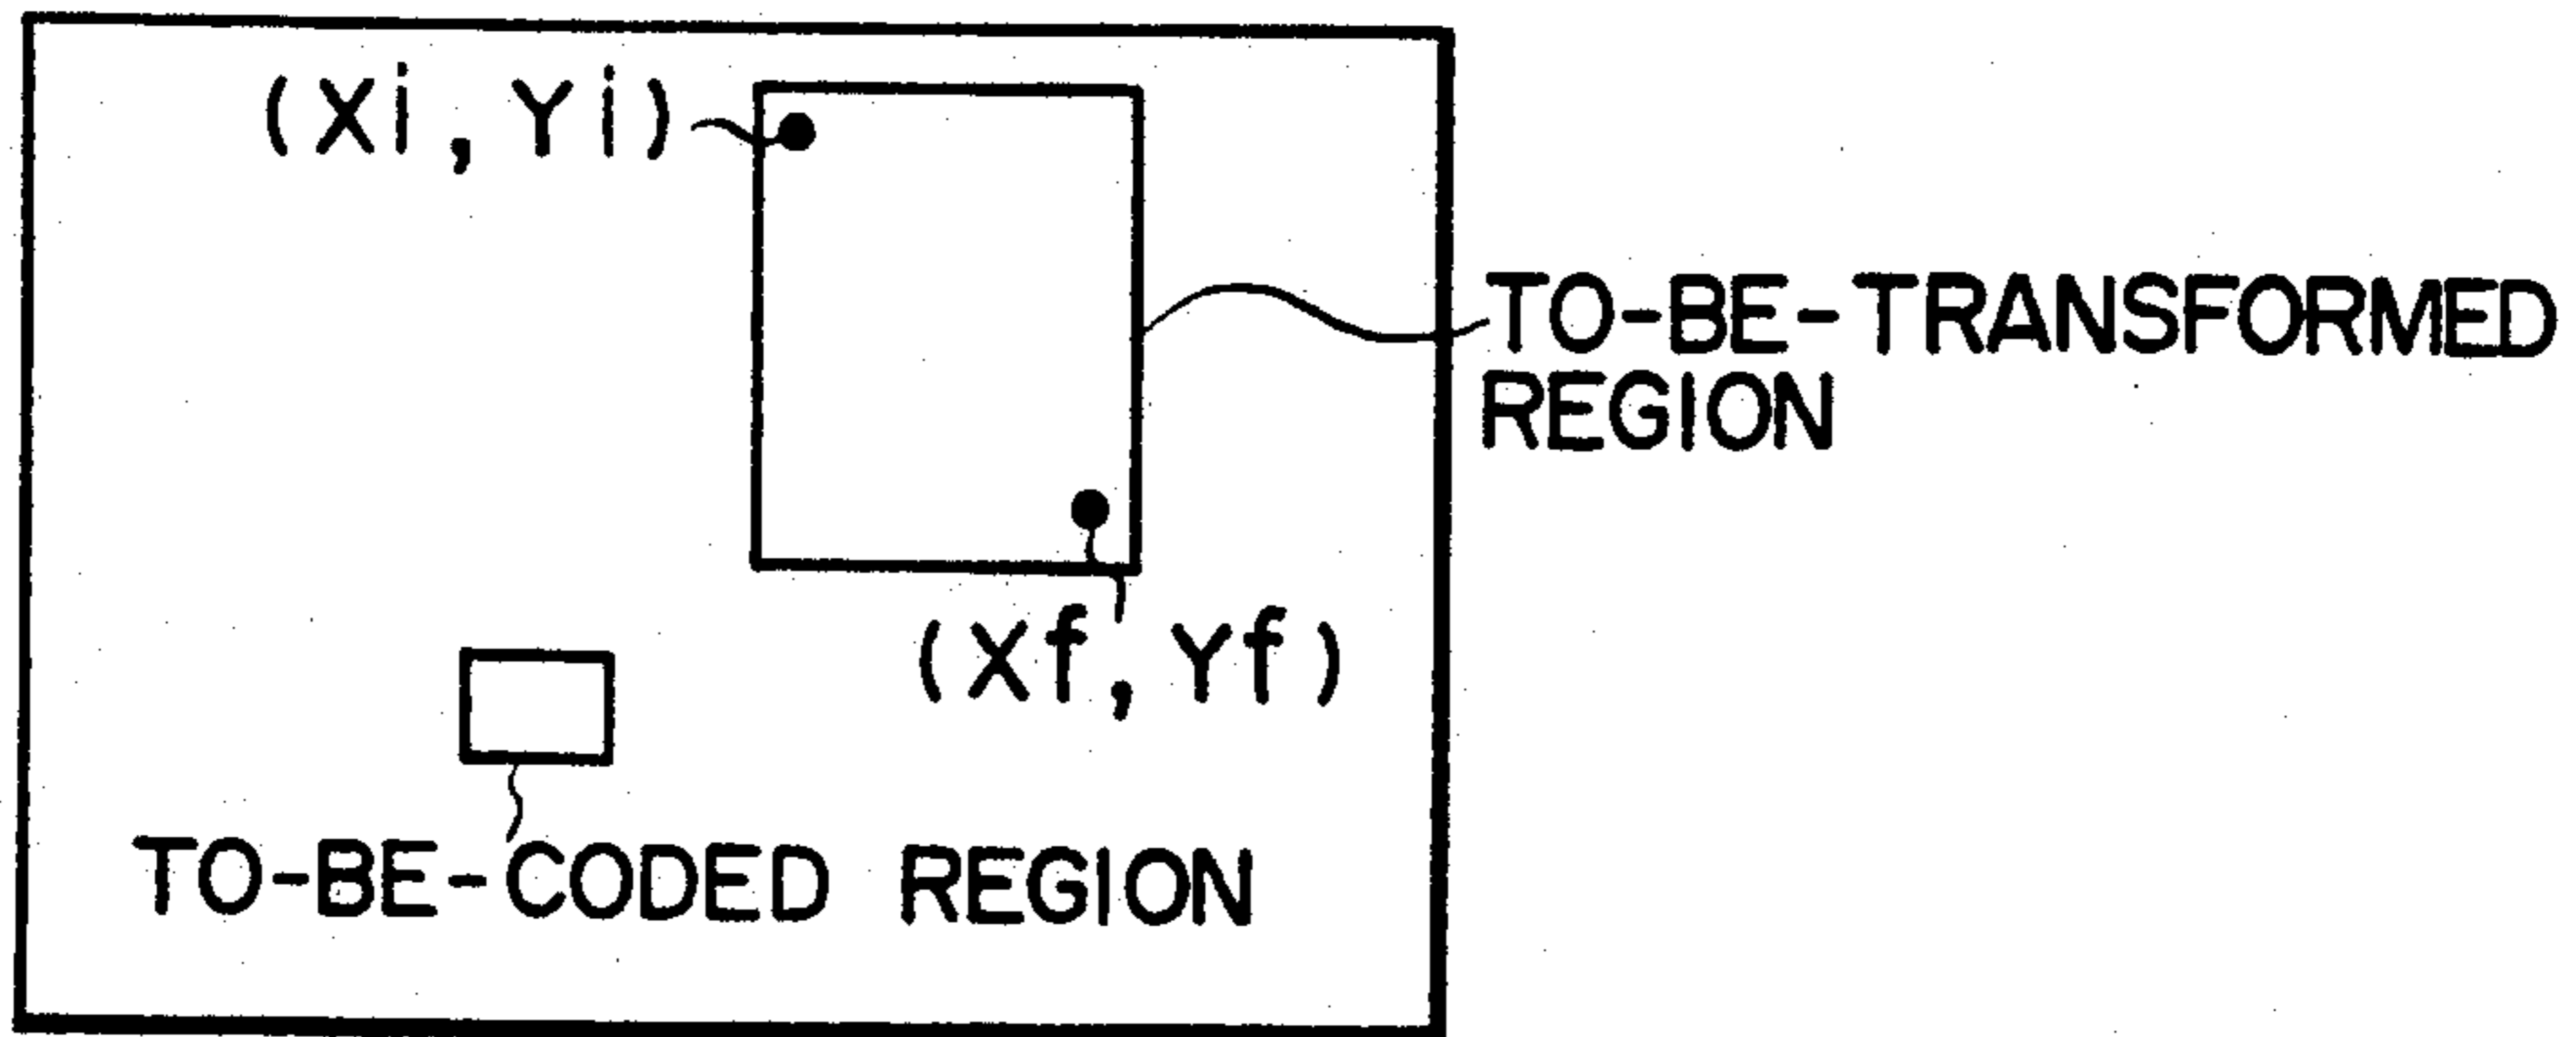 (Xi, Yi)
TO-BE-TRANSFORMED
REGION
(Xf, Yf)
TO-BE-CODED REGION